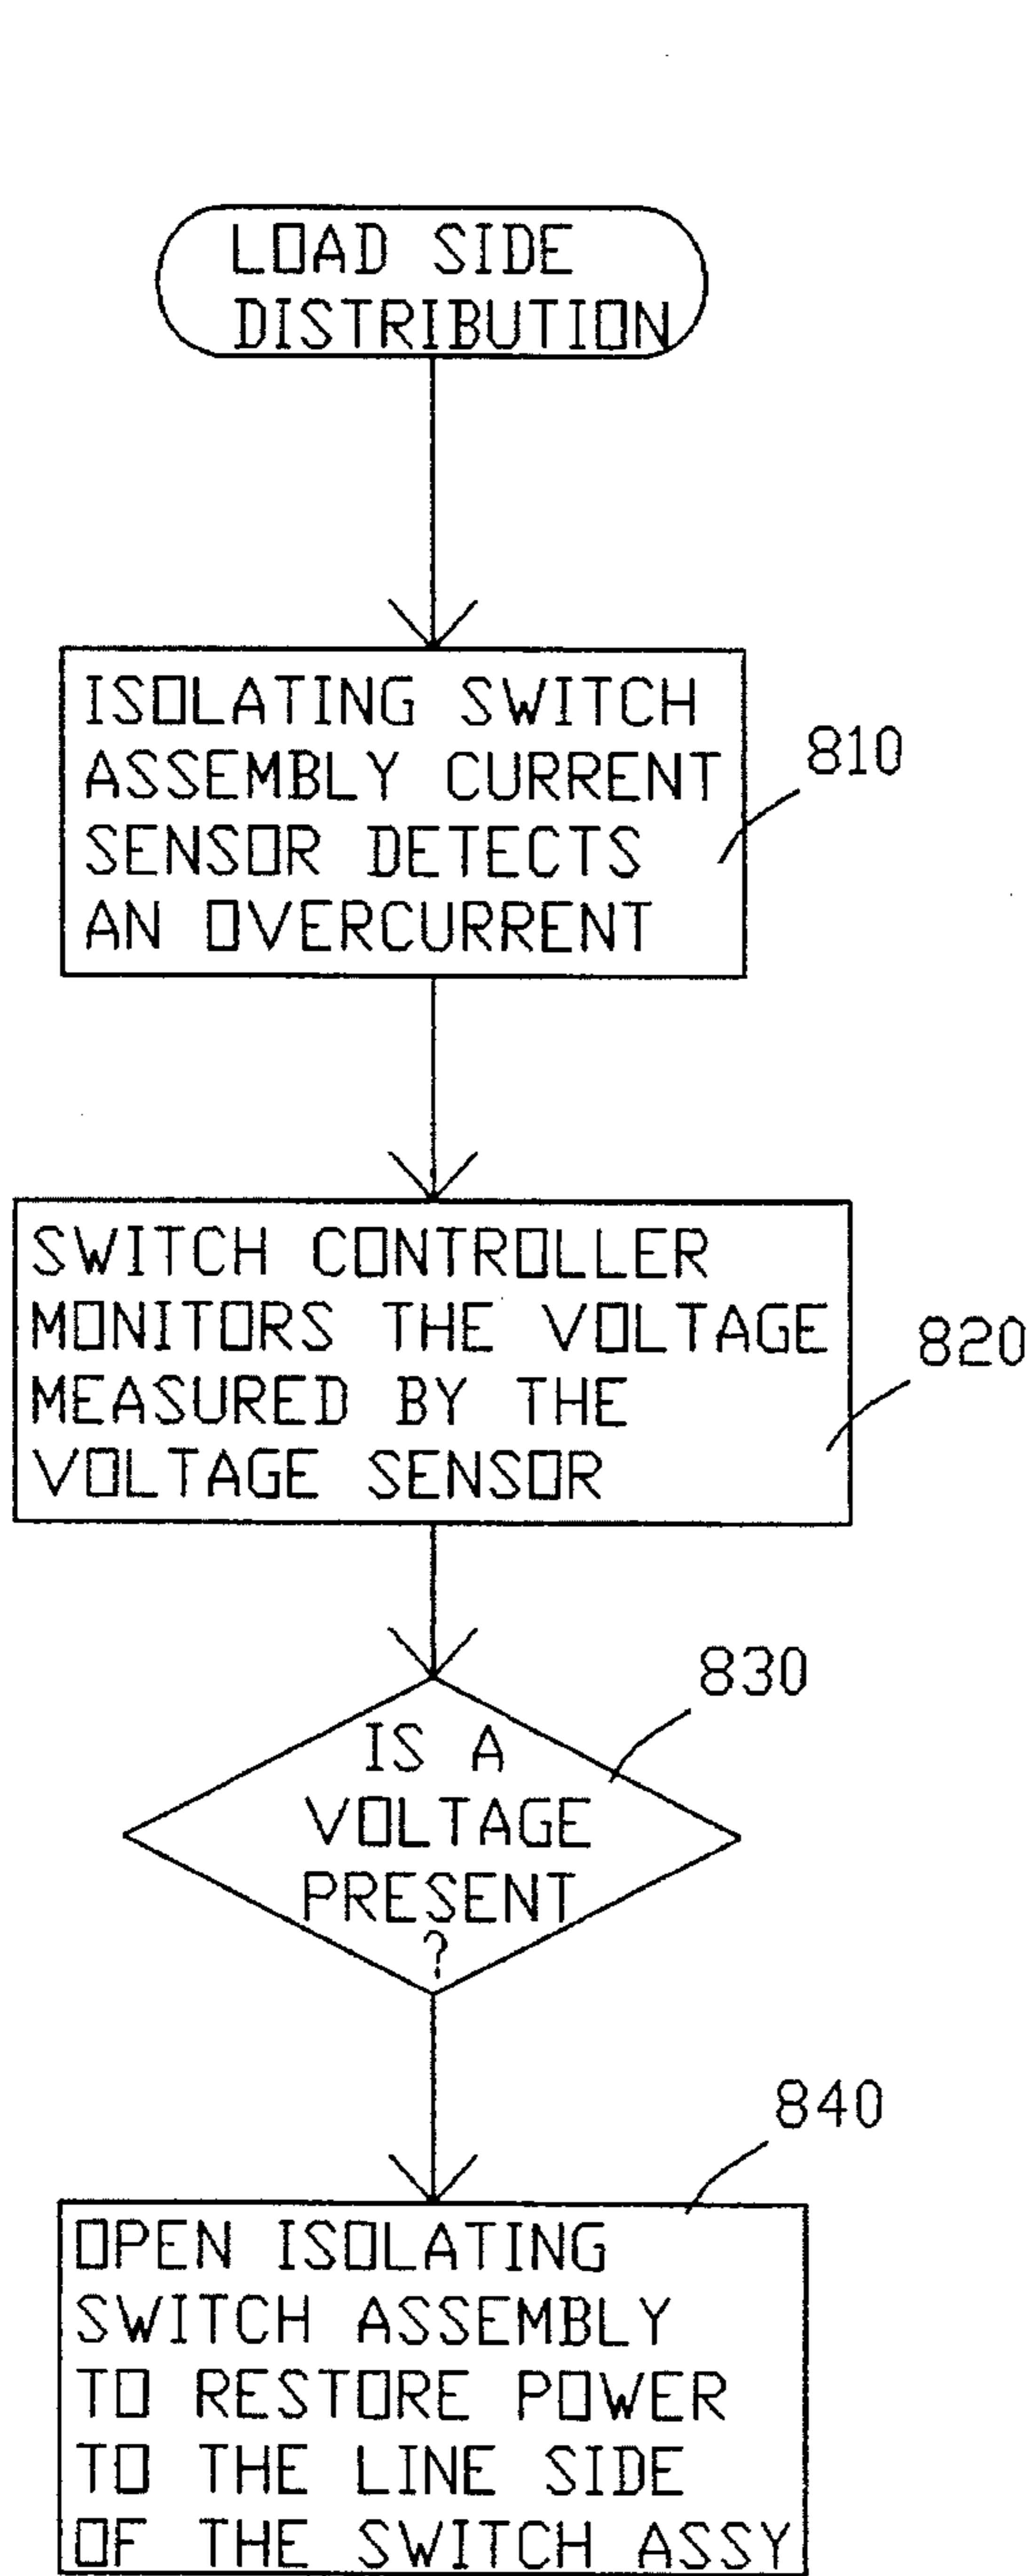 LOAD SIDE
DISTRIBUTION
ISOLATING SWITCH
ASSEMBLY CURRENT
SENSOR DETECTS
AN OVERCURRENT
810
SWITCH CONTROLLER
MONITORS THE VOLTAGE
MEASURED BY THE
VOLTAGE SENSOR
820
830
IS A
VOLTAGE
PRESENT
?
840
OPEN ISOLATING
SWITCH ASSEMBLY
TO RESTORE POWER
TO THE LINE SIDE
OF THE SWITCH ASSY